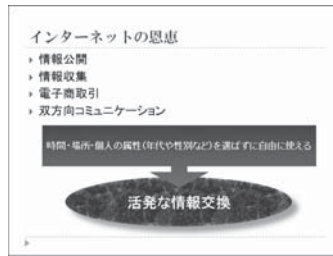 インターネットの恩恵
情報公開
情報収集
電子商取引
双方向コミュニケーション
時間・場所・個人の属性(年代や性別など)を選ばずに自由に使える
活発な情報交換